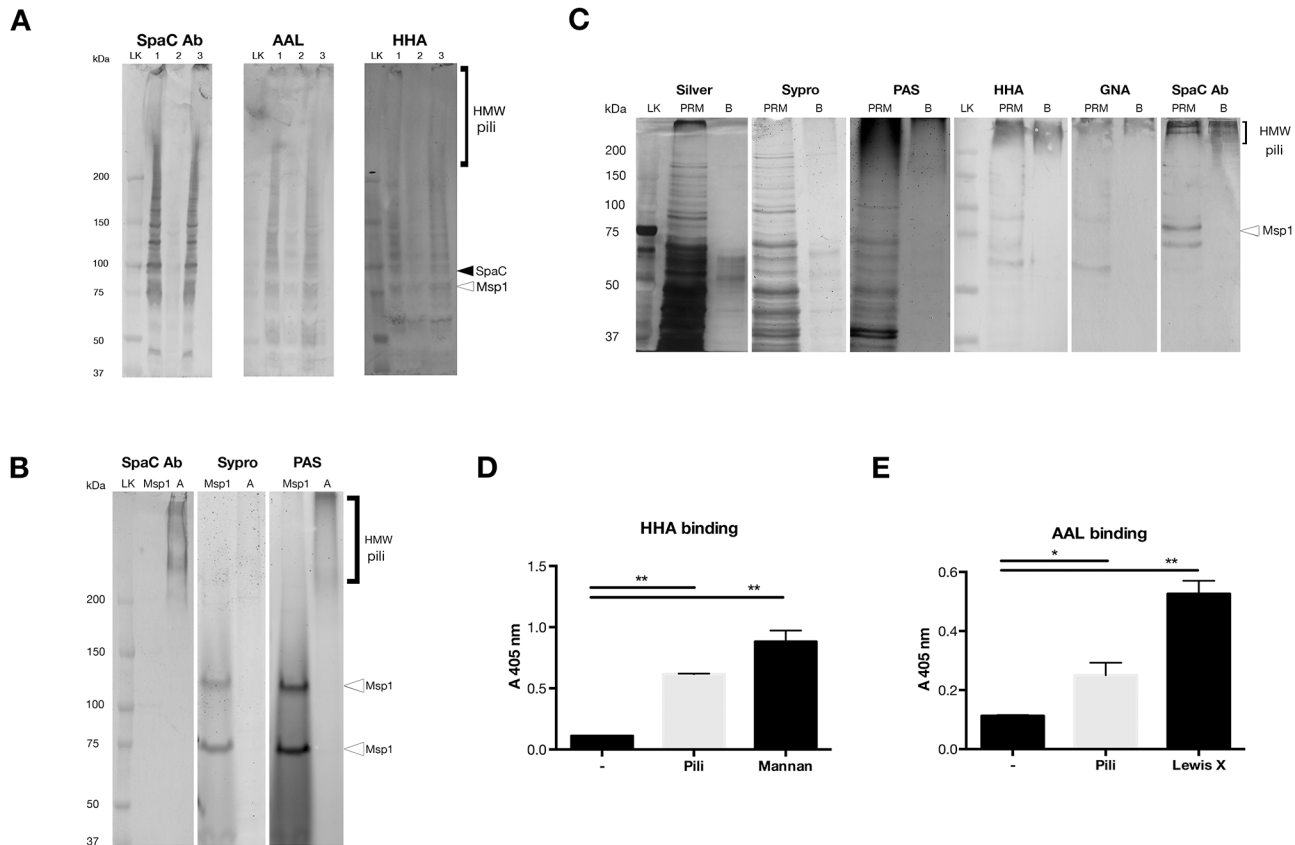 A
SpaC Ab AAL HHA
kDa LK 1 2 3 LK 1 2 3 LK 1 2 3
HMW
pili
200
150
100
SpaC
Msp1
75
50
37
C
Silver Sypro PAS HHA GNA SpaC Ab
kDa LK PRM B PRM B PRM B LK PRM B PRM B PRM B
HMW
pili
200
150
100
75
Msp1
50
37
B
SpaC Ab Sypro PAS
kDa LK Msp1 A Msp1 A Msp1 A
HMW
pili
200
150
Msp1
100
75
Msp1
50
37
D
HHA binding
A 405 nm
1.5
1.0
0.5
0.0
** **
- Pili Mannan
E
AAL binding
A 405 nm
0.6
0.4
0.2
0.0
* **
- Pili Lewis X